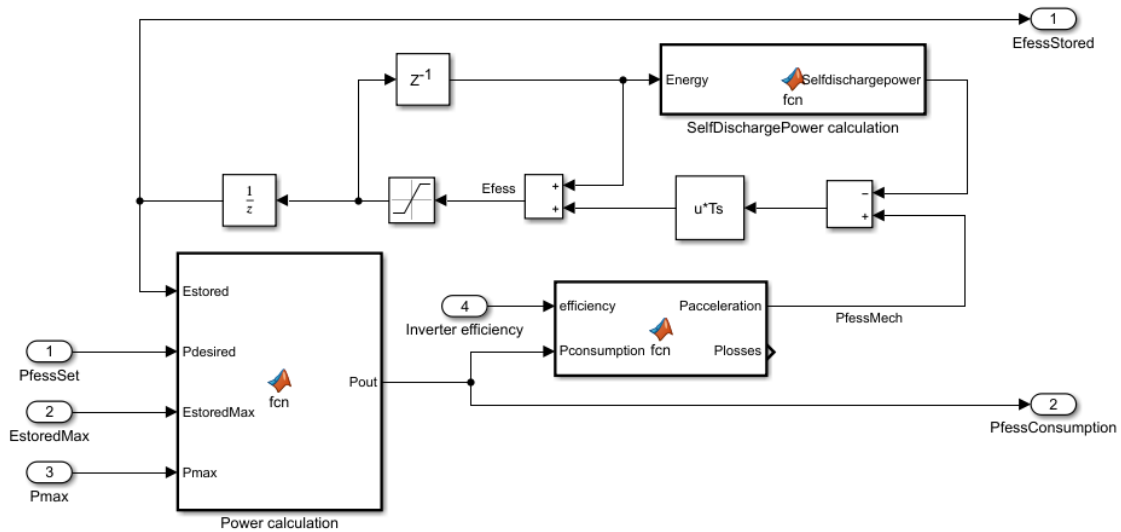 1
EfessStored
Z-1
Energy
Selfdischargepower
fcn
SelfDischargePower calculation
1
z
Efess
+
+
u*Ts
−
+
Estored
Pdesired
EstoredMax
Pmax
Pout
fcn
Power calculation
1
PfessSet
2
EstoredMax
3
Pmax
4
Inverter efficiency
efficiency
Pacceleration
Pconsumption
fcn
Plosses
PfessMech
2
PfessConsumption